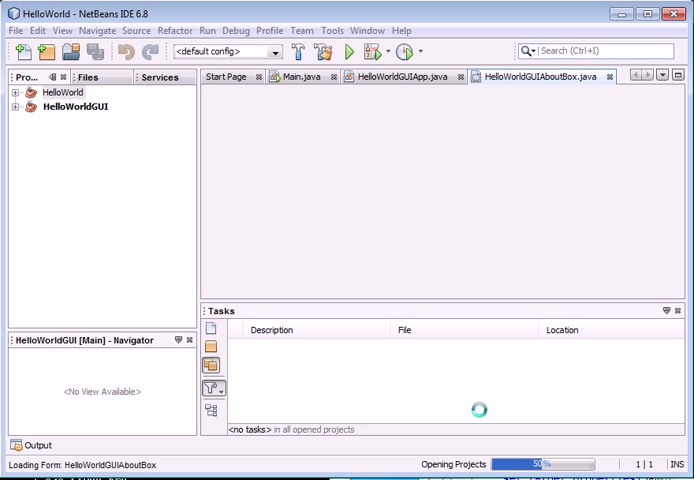 HelloWorld - NetBeans IDE 6.8
File Edit View Navigate Source Refactor Run Debug Profile Team Tools Window Help
<default config>
Search (Ctrl+I)
Pro... Files Services
Start Page Main.java HelloWorldGUIApp.java HelloWorldGUIAboutBox.java
HelloWorld
HelloWorldGUI
Tasks
Description File Location
HelloWorldGUI [Main] - Navigator
<No View Available>
<no tasks> in all opened projects
Output
Loading Form: HelloWorldGUIAboutBox Opening Projects 50% 1 | 1 INS